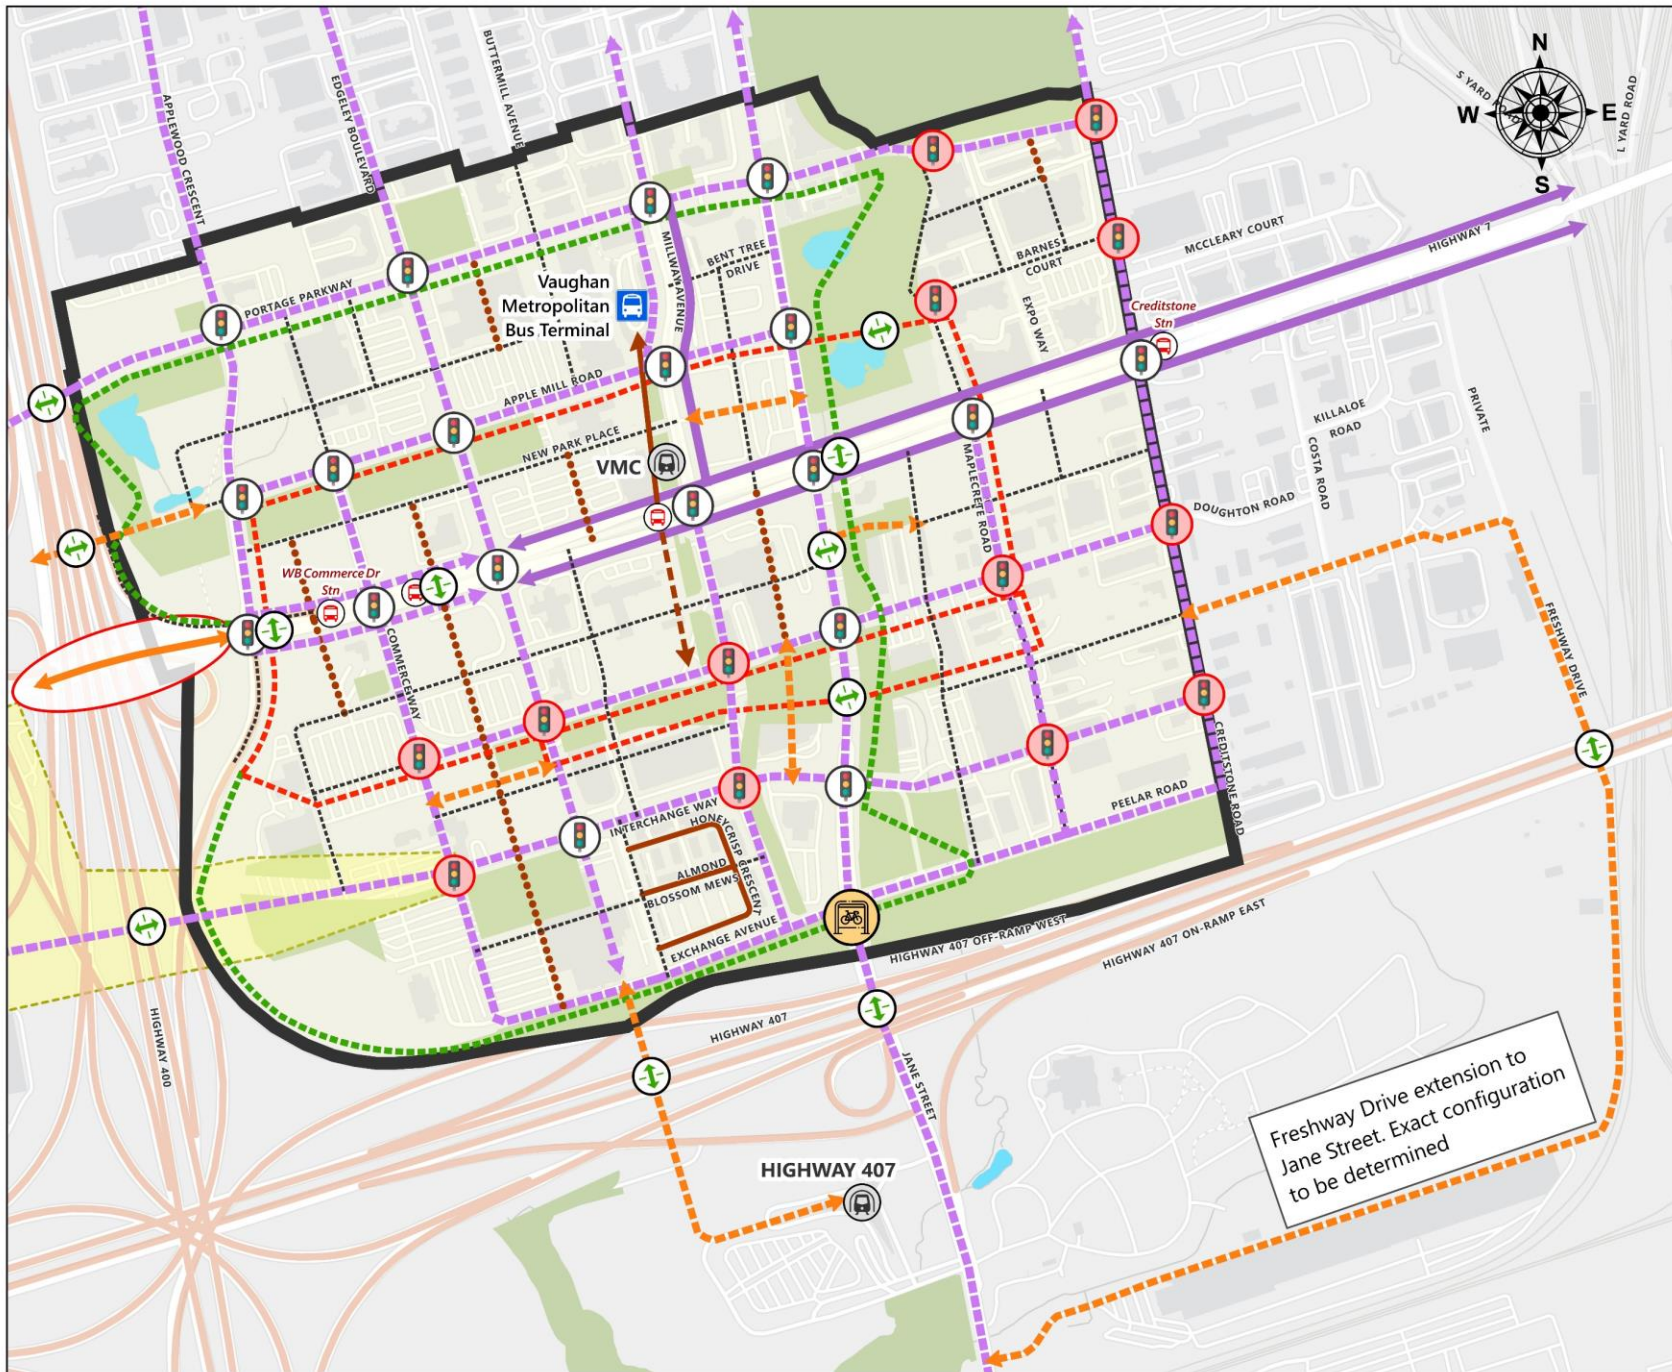 N
W
E
S
S YARD ROAD
L YARD ROAD
BUTTERMILL AVENUE
EDGELEY BOULEVARD
APPLEWOOD CRESCENT
PORTAGE PARKWAY
Vaughan
Metropolitan
Bus Terminal
MILLWAY AVENUE
BENT TREE
DRIVE
BARNES
COURT
EXPO WAY
MCCLEARY COURT
HIGHWAY 7
Creditstone
Stn
APPLE MILL ROAD
NEW PARK PLACE
VMC
MAPLECRETE ROAD
KILLALOE
ROAD
COSTA ROAD
PRIVATE
DOUGHTON ROAD
WB Commerce Dr
Stn
COMMERCE WAY
FRESHWAY DRIVE
CREDITSTONE ROAD
PEELAR ROAD
INTERCHANGE WAY
HONEYCRISP CRESCENT
ALMOND
BLOSSOM MEWS
EXCHANGE AVENUE
HIGHWAY 407 OFF-RAMP WEST
HIGHWAY 407 ON-RAMP EAST
HIGHWAY 400
HIGHWAY 407
JANE STREET
HIGHWAY 407
Freshway Drive extension to
Jane Street. Exact configuration
to be determined